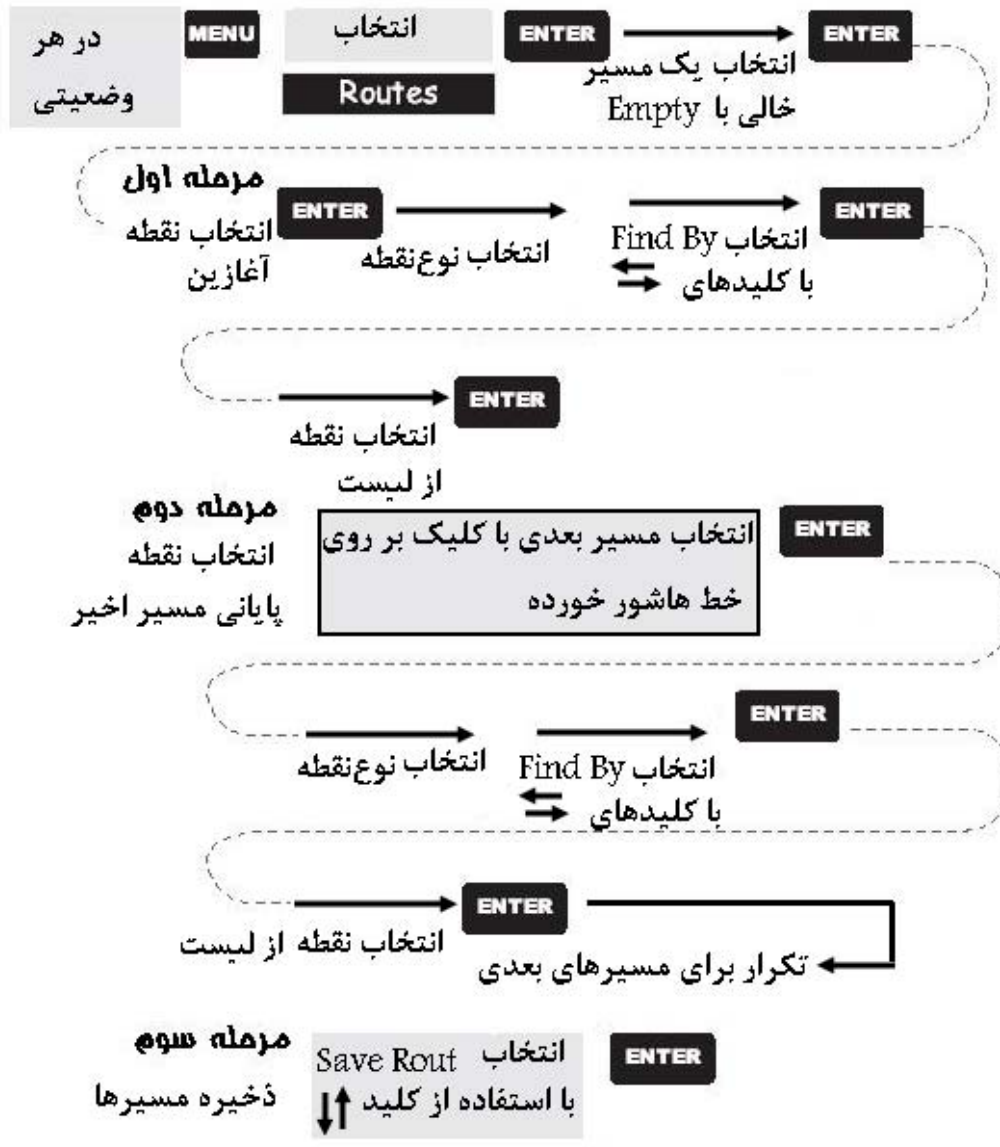 در هر
وضعیتی
MENU
انتخاب
Routes
ENTER
انتخاب یک مسیر
خالی با Empty
ENTER
مرحله اول
انتخاب نقطه
آغازین
ENTER
انتخاب نوع نقطه
انتخاب Find By
با کلیدهای
ENTER
انتخاب نقطه
از لیست
ENTER
مرحله دوم
انتخاب نقطه
پایانی مسیر اخیر
انتخاب مسیر بعدی با کلیک بر روی
خط هاشور خورده
ENTER
انتخاب نوع نقطه
انتخاب Find By
با کلیدهای
ENTER
انتخاب نقطه از لیست
ENTER
تکرار برای مسیرهای بعدی
مرحله سوم
ذخیره مسیرها
انتخاب Save Rout
با استفاده از کلید
ENTER